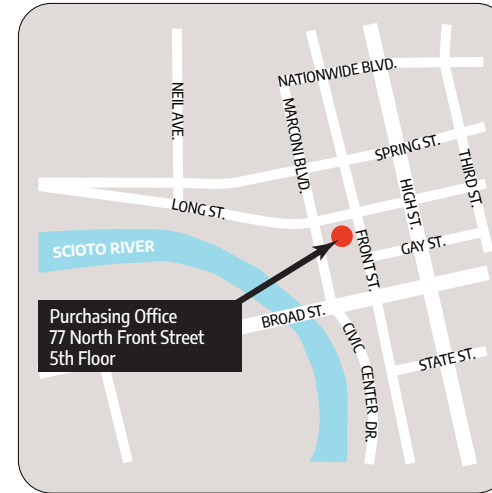 NATIONWIDE BLVD.
NEIL AVE.
MARCONI BLVD.
SPRING ST.
THIRD ST.
HIGH ST.
LONG ST.
FRONT ST.
GAY ST.
SCIOTO RIVER
Purchasing Office
77 North Front Street
5th Floor
BROAD ST.
CIVIC CENTER DR.
STATE ST.